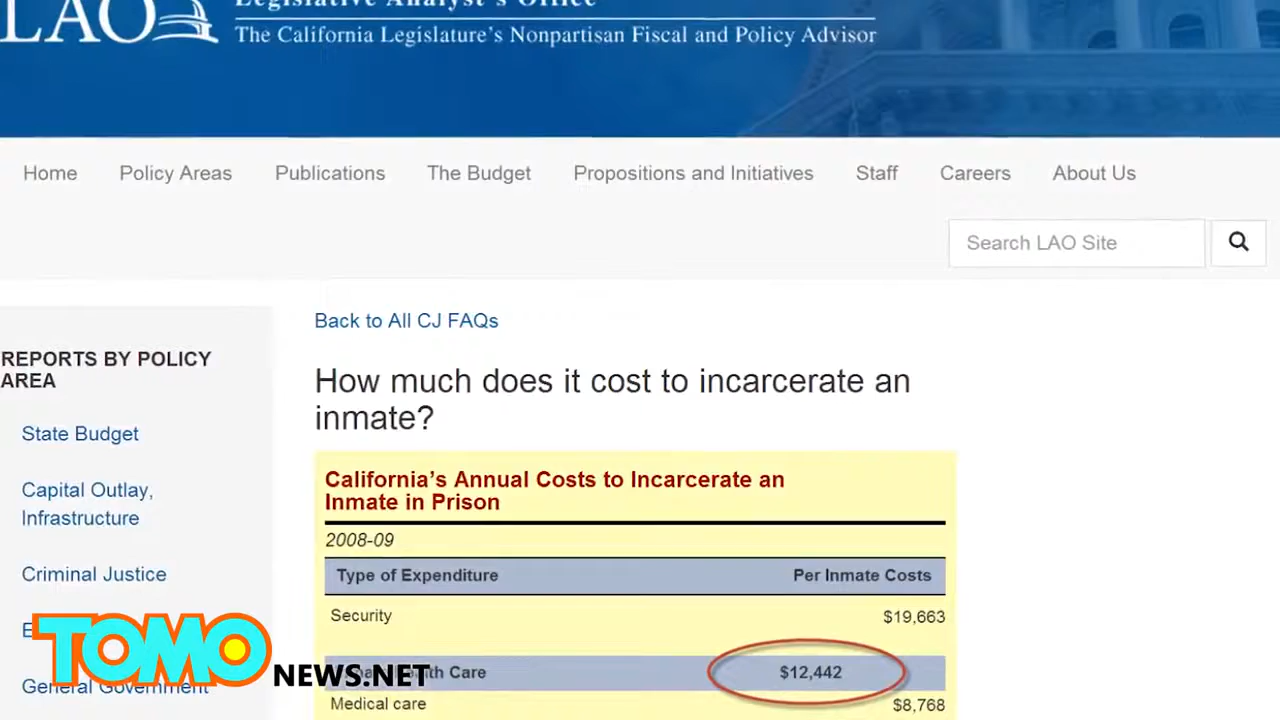 LAO
Legislative Analyst's Office
The California Legislature's Nonpartisan Fiscal and Policy Advisor
Home Policy Areas Publications The Budget Propositions and Initiatives Staff Careers About Us
Search LAO Site
Back to All CJ FAQs
REPORTS BY POLICY
AREA
How much does it cost to incarcerate an
inmate?
State Budget
Capital Outlay,
Infrastructure
Criminal Justice
General Government
California's Annual Costs to Incarcerate an
Inmate in Prison
2008-09
Type of Expenditure Per Inmate Costs
Security $19,663
Care $12,442
Medical care $8,768
TOMO
NEWS.NET